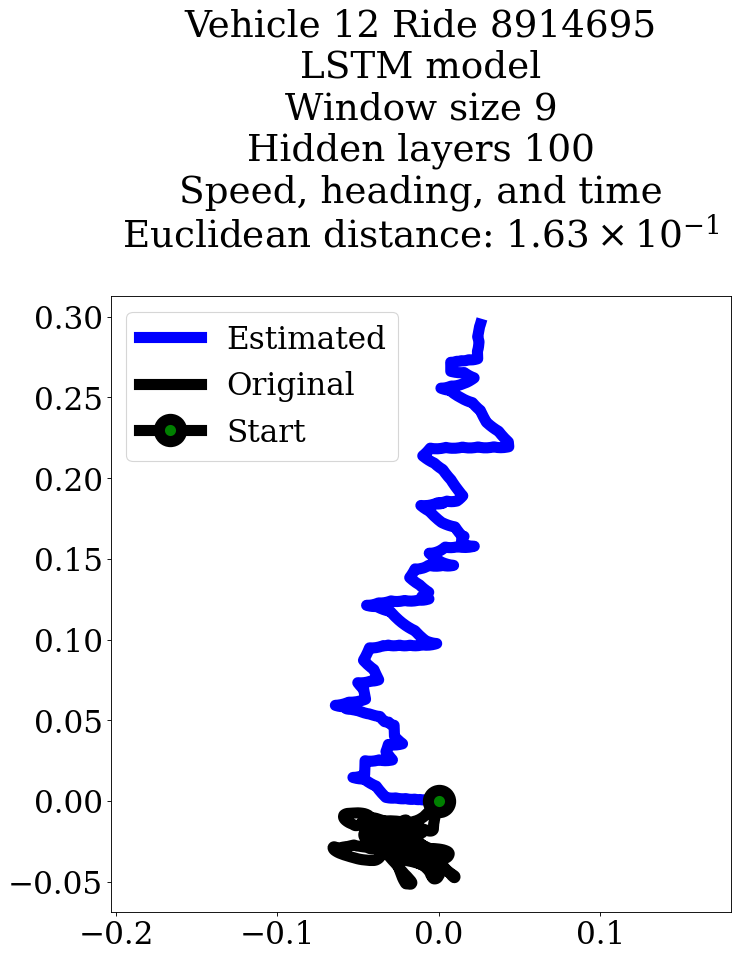 Vehicle 12 Ride 8914695
LSTM model
Window size 9
Hidden layers 100
Speed, heading, and time
Euclidean distance: 1.63 × 10⁻¹
Estimated
Original
Start
0.30
0.25
0.20
0.15
0.10
0.05
0.00
−0.05
−0.2 −0.1 0.0 0.1